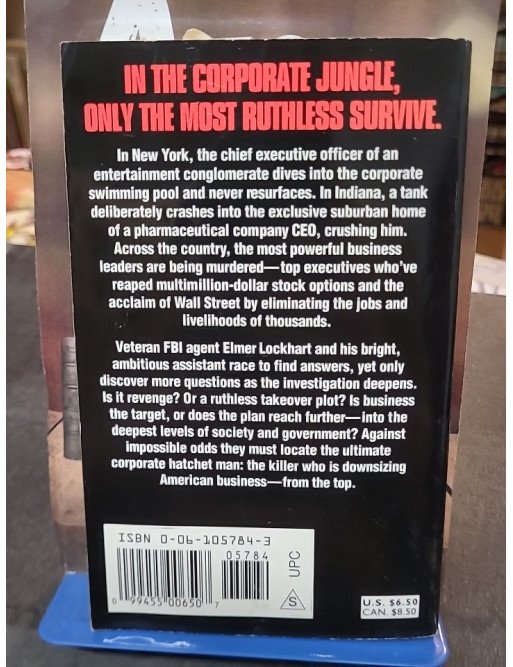 IN THE CORPORATE JUNGLE,
ONLY THE MOST RUTHLESS SURVIVE.
In New York, the chief executive officer of an
entertainment conglomerate dives into the corporate
swimming pool and never resurfaces. In Indiana, a tank
deliberately crashes into the exclusive suburban home
of a pharmaceutical company CEO, crushing him.
Across the country, the most powerful business
leaders are being murdered—top executives who've
reaped multimillion-dollar stock options and the
acclaim of Wall Street by eliminating the jobs and
livelihoods of thousands.
Veteran FBI agent Elmer Lockhart and his bright,
ambitious assistant race to find answers, yet only
discover more questions as the investigation deepens.
Is it revenge? Or a ruthless takeover plot? Is business
the target, or does the plan reach further—into the
deepest levels of society and government? Against
impossible odds they must locate the ultimate
corporate hatchet man: the killer who is downsizing
American business—from the top.
ISBN 0-06-105784-3
05784
0 99455 00650 7
UPC
S
U.S. $6.50
CAN. $8.50